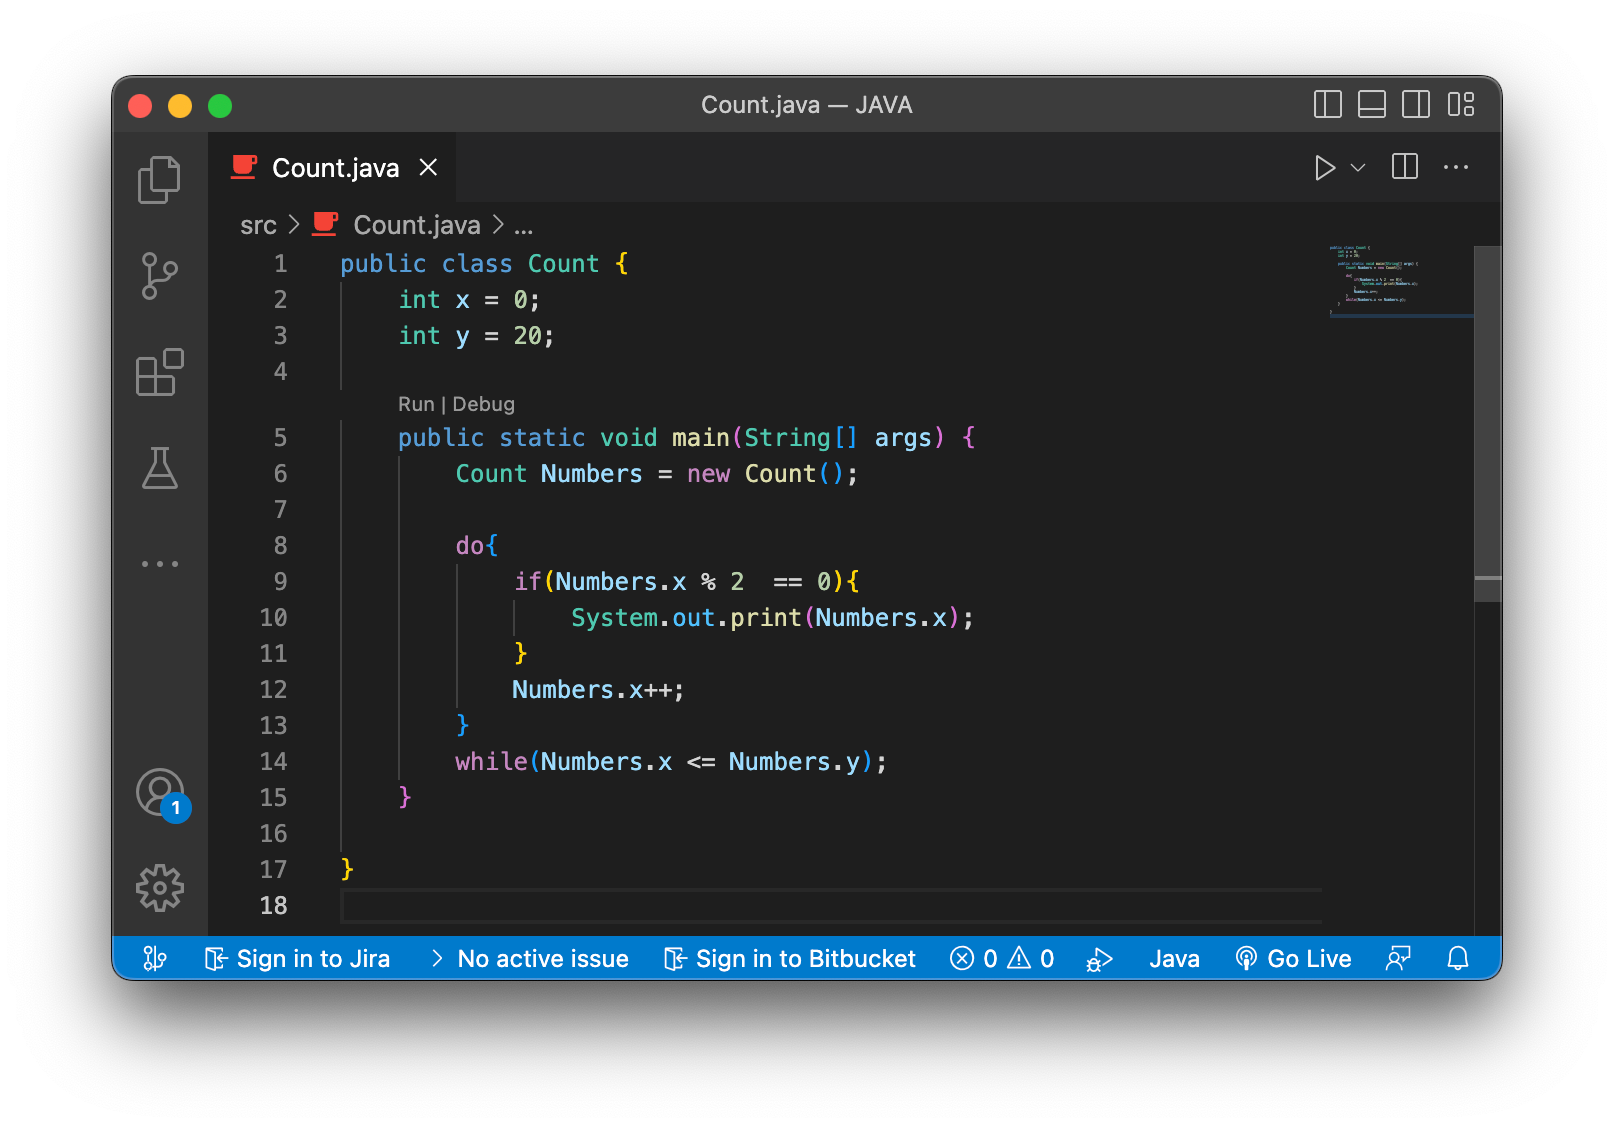 Count.java — JAVA
Count.java
src > Count.java > ...
1 public class Count {
2     int x = 0;
3     int y = 20;
4
Run | Debug
5     public static void main(String[] args) {
6         Count Numbers = new Count();
7
8         do{
9             if(Numbers.x % 2  == 0){
10                 System.out.print(Numbers.x);
11             }
12             Numbers.x++;
13         }
14         while(Numbers.x <= Numbers.y);
15     }
16
17 }
18
1
Sign in to Jira > No active issue Sign in to Bitbucket 0 0 Java Go Live